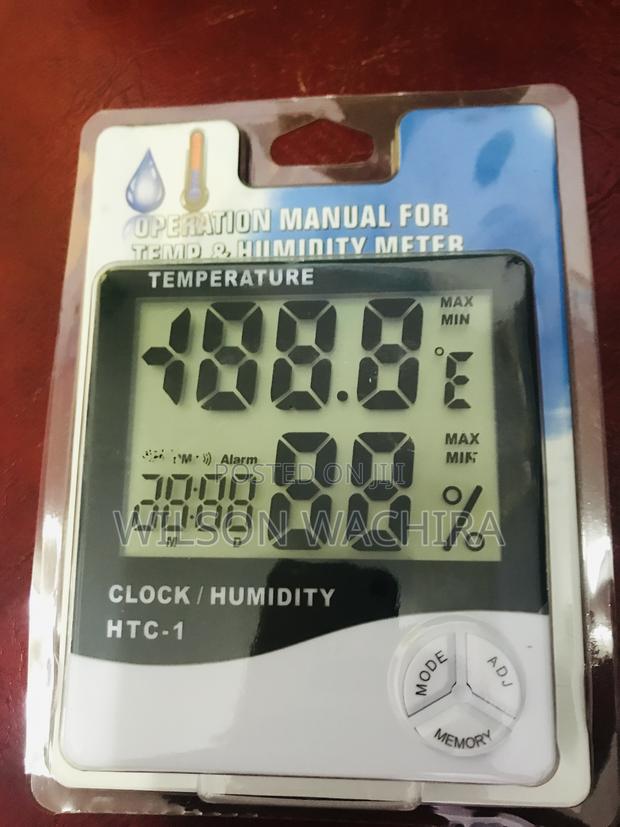 OPERATION MANUAL FOR
TEMP & HUMIDITY METER
TEMPERATURE
188.8
MAX
MIN
°E
PM Alarm
MAX
MIN
88
%
M D
POSTED ON JIJI
WILSON WACHIRA
CLOCK / HUMIDITY
HTC-1
MODE
ADJ
MEMORY